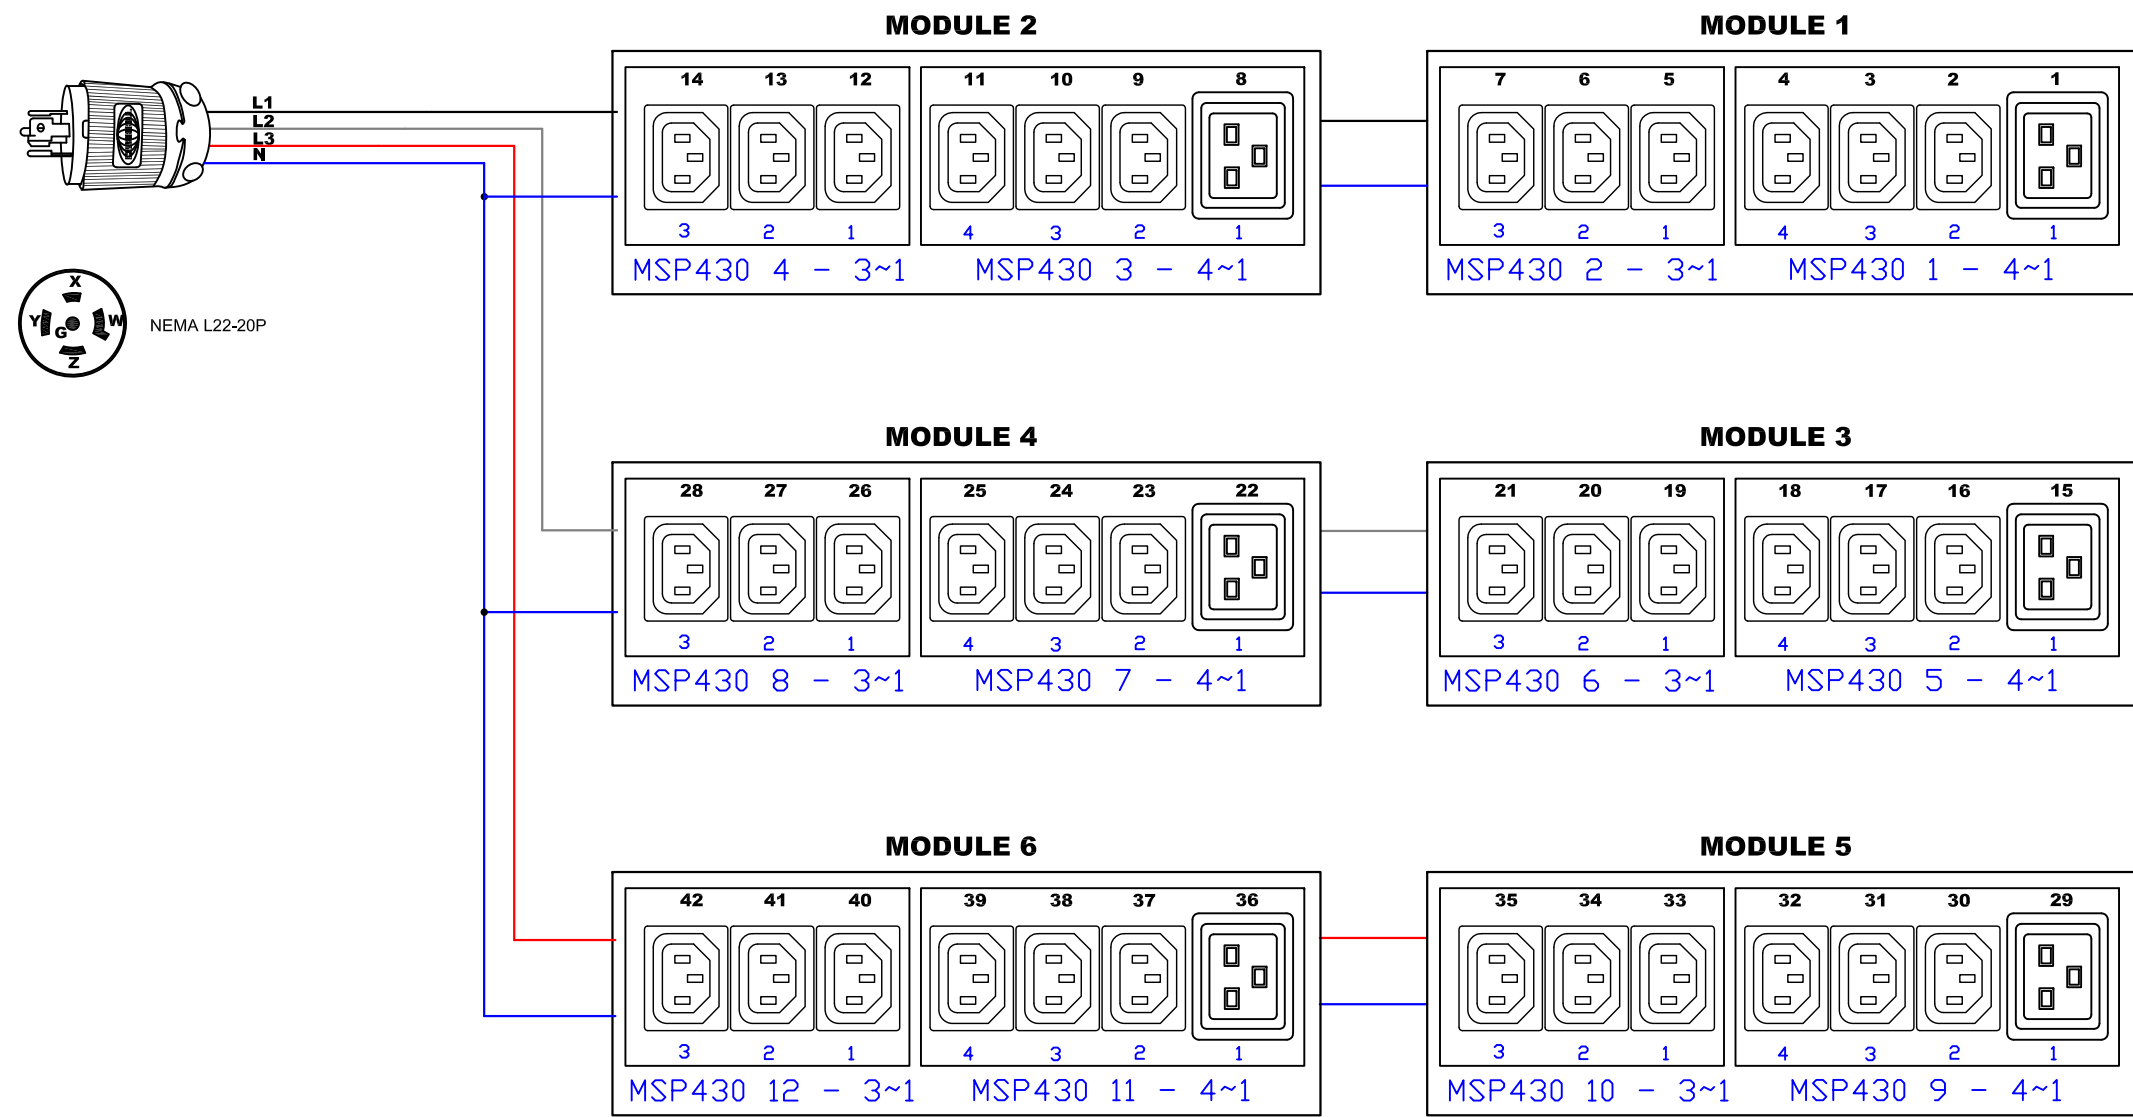 MODULE 2
MODULE 1
14 13 12 11 10 9 8
7 6 5 4 3 2 1
L1
L2
L3
N
3 2 1 4 3 2 1
3 2 1 4 3 2 1
MSP430 4 - 3~1 MSP430 3 - 4~1
MSP430 2 - 3~1 MSP430 1 - 4~1
X
Y G W
Z
NEMA L22-20P
MODULE 4
MODULE 3
28 27 26 25 24 23 22
21 20 19 18 17 16 15
3 2 1 4 3 2 1
3 2 1 4 3 2 1
MSP430 8 - 3~1 MSP430 7 - 4~1
MSP430 6 - 3~1 MSP430 5 - 4~1
MODULE 6
MODULE 5
42 41 40 39 38 37 36
35 34 33 32 31 30 29
3 2 1 4 3 2 1
3 2 1 4 3 2 1
MSP430 12 - 3~1 MSP430 11 - 4~1
MSP430 10 - 3~1 MSP430 9 - 4~1